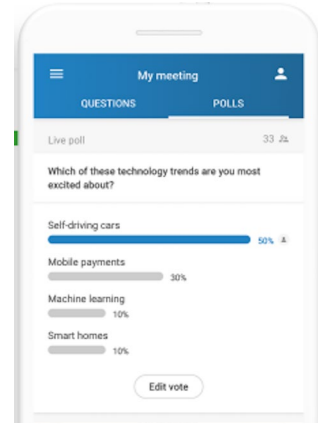 My meeting
QUESTIONS POLLS
Live poll 33
Which of these technology trends are you most
excited about?
Self-driving cars
50%
Mobile payments
30%
Machine learning
10%
Smart homes
10%
Edit vote